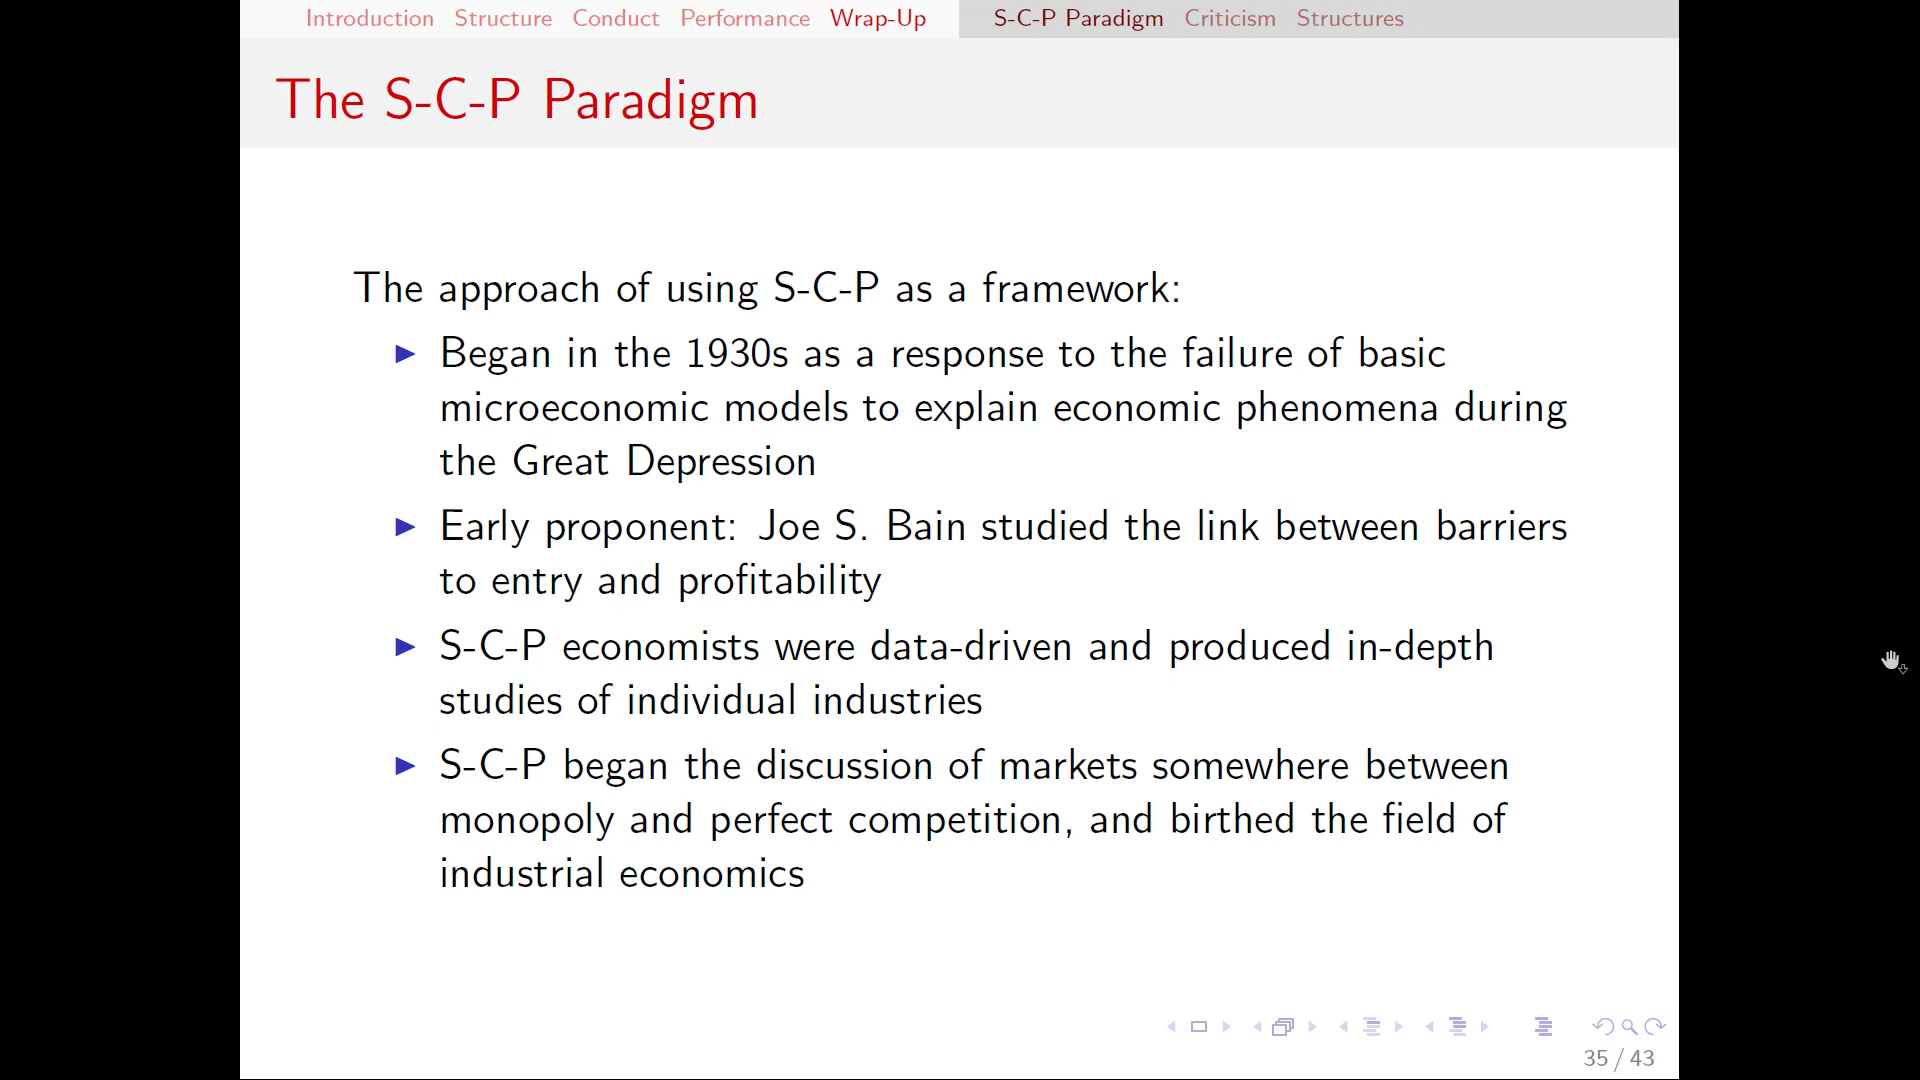 Introduction Structure Conduct Performance Wrap-Up S-C-P Paradigm Criticism Structures
The S-C-P Paradigm
The approach of using S-C-P as a framework:
Began in the 1930s as a response to the failure of basic
microeconomic models to explain economic phenomena during
the Great Depression
Early proponent: Joe S. Bain studied the link between barriers
to entry and profitability
S-C-P economists were data-driven and produced in-depth
studies of individual industries
S-C-P began the discussion of markets somewhere between
monopoly and perfect competition, and birthed the field of
industrial economics
35 / 43